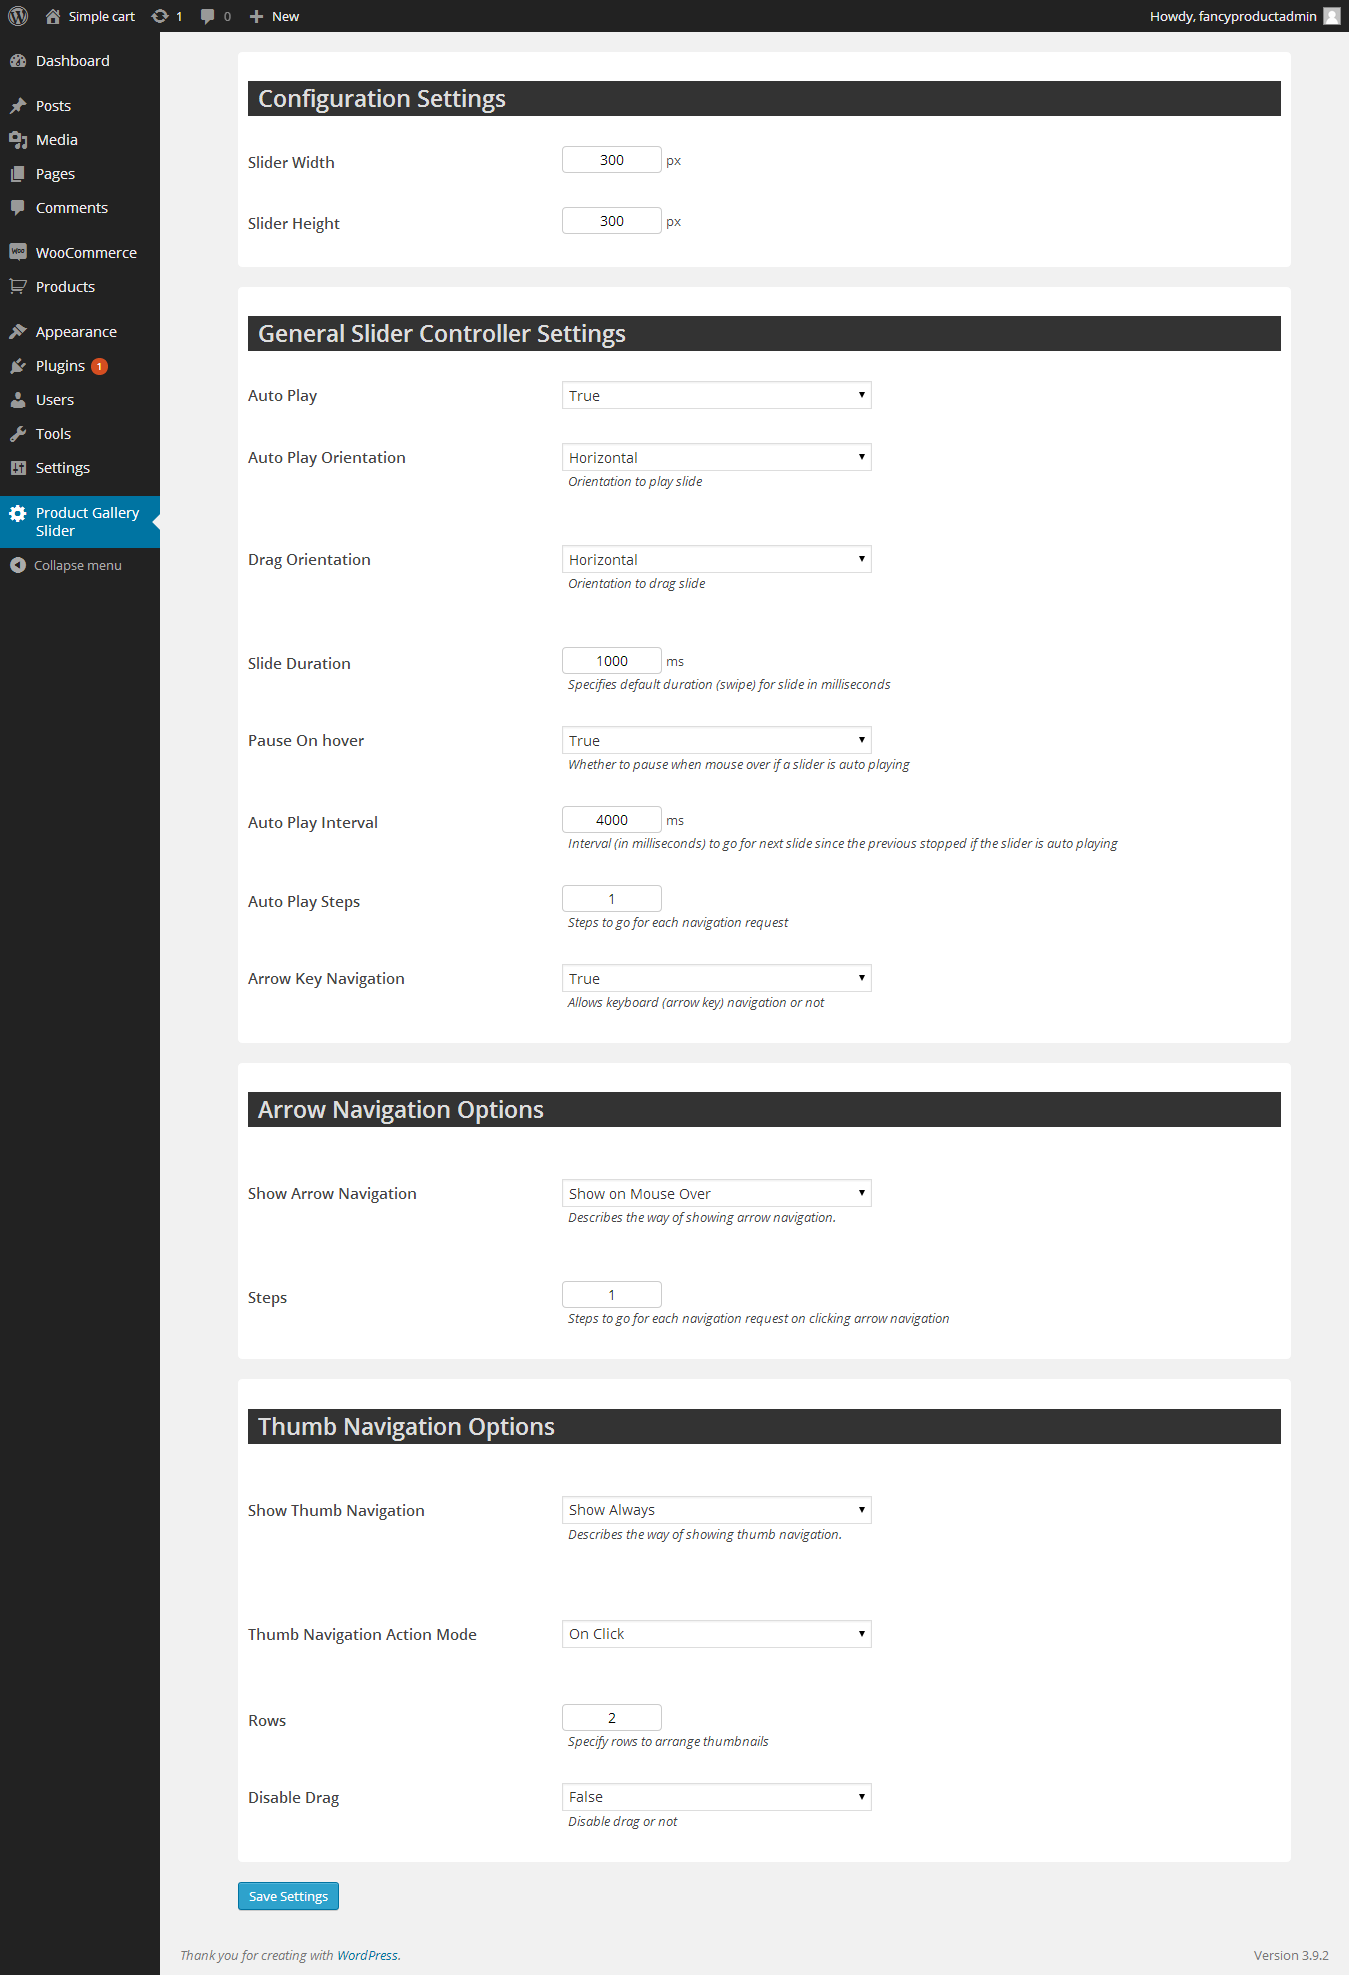 Simple cart 1 0 New Howdy, fancyproductadmin
Dashboard
Posts
Media
Pages
Comments
WooCommerce
Products
Appearance
Plugins 1
Users
Tools
Settings
Product Gallery
Slider
Collapse menu
Configuration Settings
Slider Width 300 px
Slider Height 300 px
General Slider Controller Settings
Auto Play True
Auto Play Orientation Horizontal
Orientation to play slide
Drag Orientation Horizontal
Orientation to drag slide
Slide Duration 1000 ms
Specifies default duration (swipe) for slide in milliseconds
Pause On hover True
Whether to pause when mouse over if a slider is auto playing
Auto Play Interval 4000 ms
Interval (in milliseconds) to go for next slide since the previous stopped if the slider is auto playing
Auto Play Steps 1
Steps to go for each navigation request
Arrow Key Navigation True
Allows keyboard (arrow key) navigation or not
Arrow Navigation Options
Show Arrow Navigation Show on Mouse Over
Describes the way of showing arrow navigation.
Steps 1
Steps to go for each navigation request on clicking arrow navigation
Thumb Navigation Options
Show Thumb Navigation Show Always
Describes the way of showing thumb navigation.
Thumb Navigation Action Mode On Click
Rows 2
Specify rows to arrange thumbnails
Disable Drag False
Disable drag or not
Save Settings
Thank you for creating with WordPress. Version 3.9.2